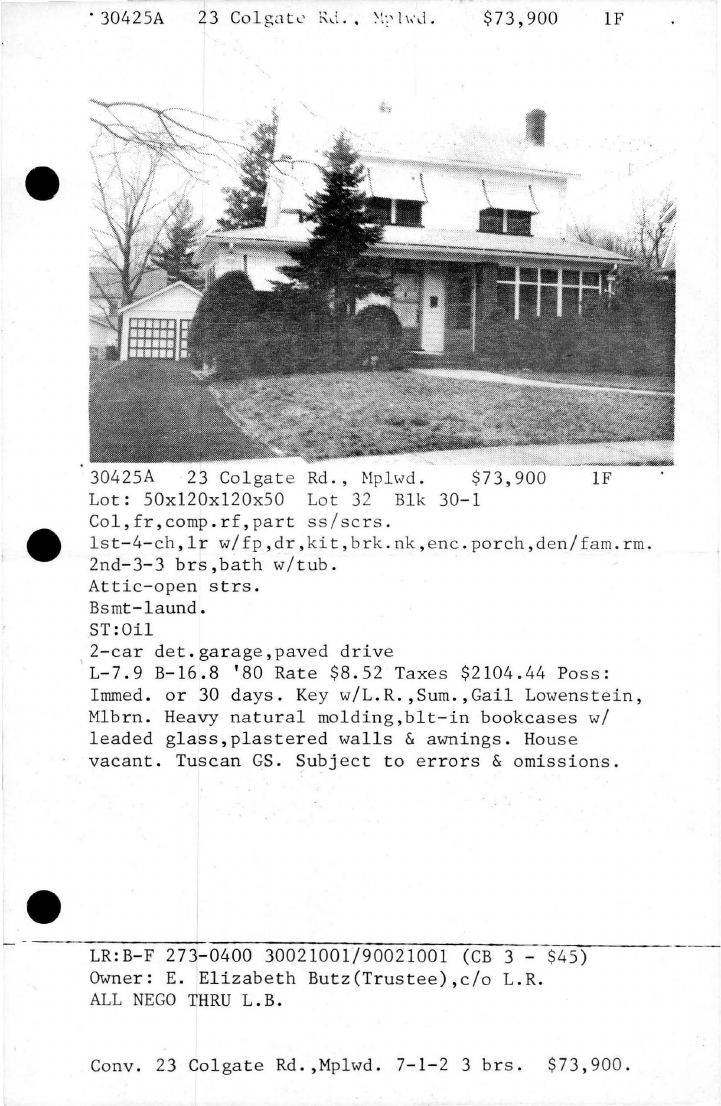 30425A 23 Colgate Rd., Mplwd. $73,900 1F
30425A 23 Colgate Rd., Mplwd. $73,900 1F
Lot: 50x120x120x50 Lot 32 Blk 30-1
Col,fr,comp.rf,part ss/scrs.
1st-4-ch,lr w/fp,dr,kit,brk.nk,enc.porch,den/fam.rm.
2nd-3-3 brs,bath w/tub.
Attic-open strs.
Bsmt-laund.
ST:Oil
2-car det.garage,paved drive
L-7.9 B-16.8 '80 Rate $8.52 Taxes $2104.44 Poss:
Immed. or 30 days. Key w/L.R.,Sum.,Gail Lowenstein,
Mlbrn. Heavy natural molding,blt-in bookcases w/
leaded glass,plastered walls & awnings. House
vacant. Tuscan GS. Subject to errors & omissions.
LR:B-F 273-0400 30021001/90021001 (CB 3 - $45)
Owner: E. Elizabeth Butz(Trustee),c/o L.R.
ALL NEGO THRU L.B.
Conv. 23 Colgate Rd.,Mplwd. 7-1-2 3 brs. $73,900.